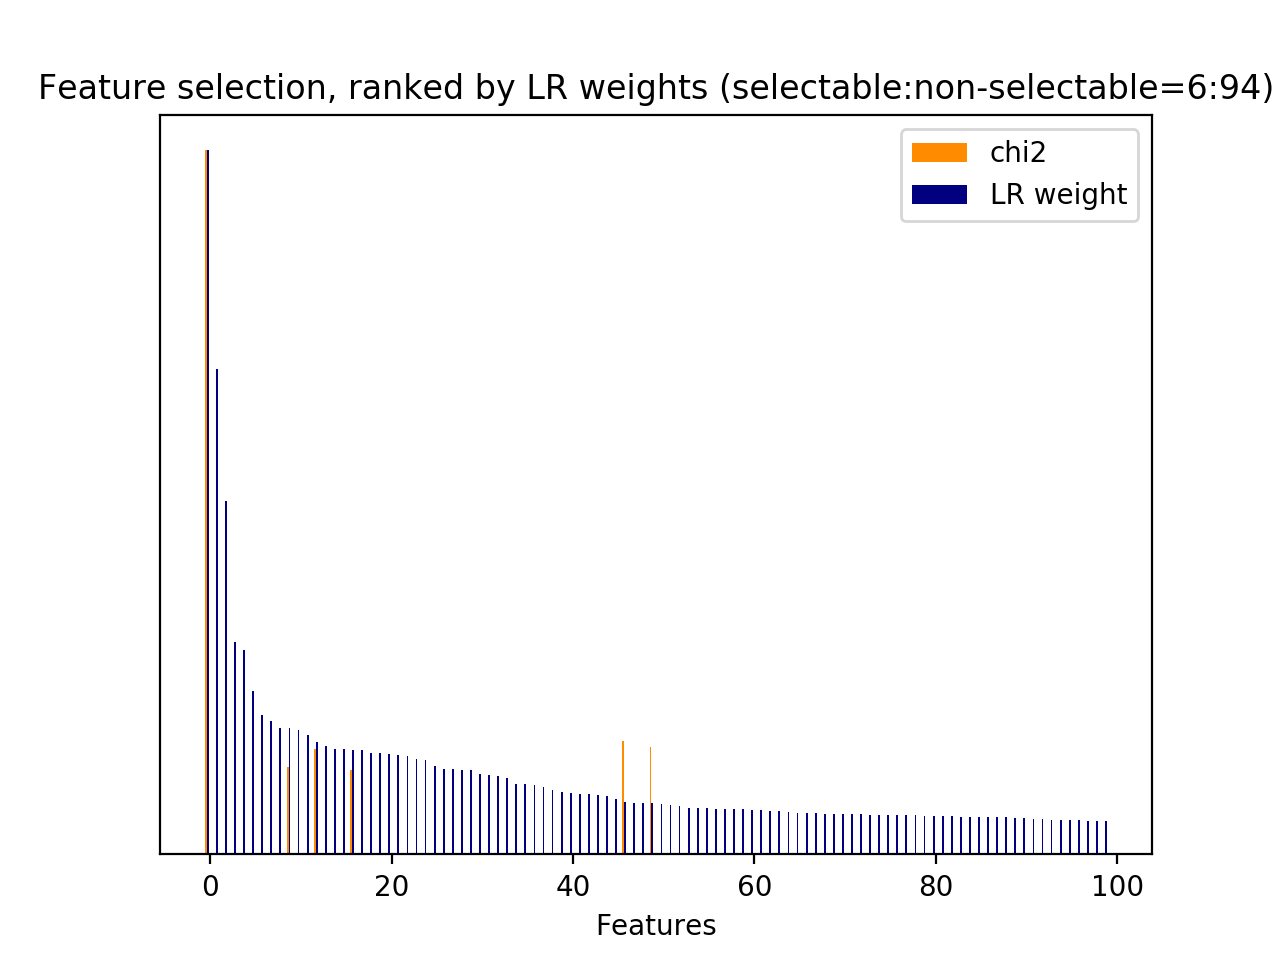 Feature selection, ranked by LR weights (selectable:non-selectable=6:94)
chi2
LR weight
0 20 40 60 80 100
Features